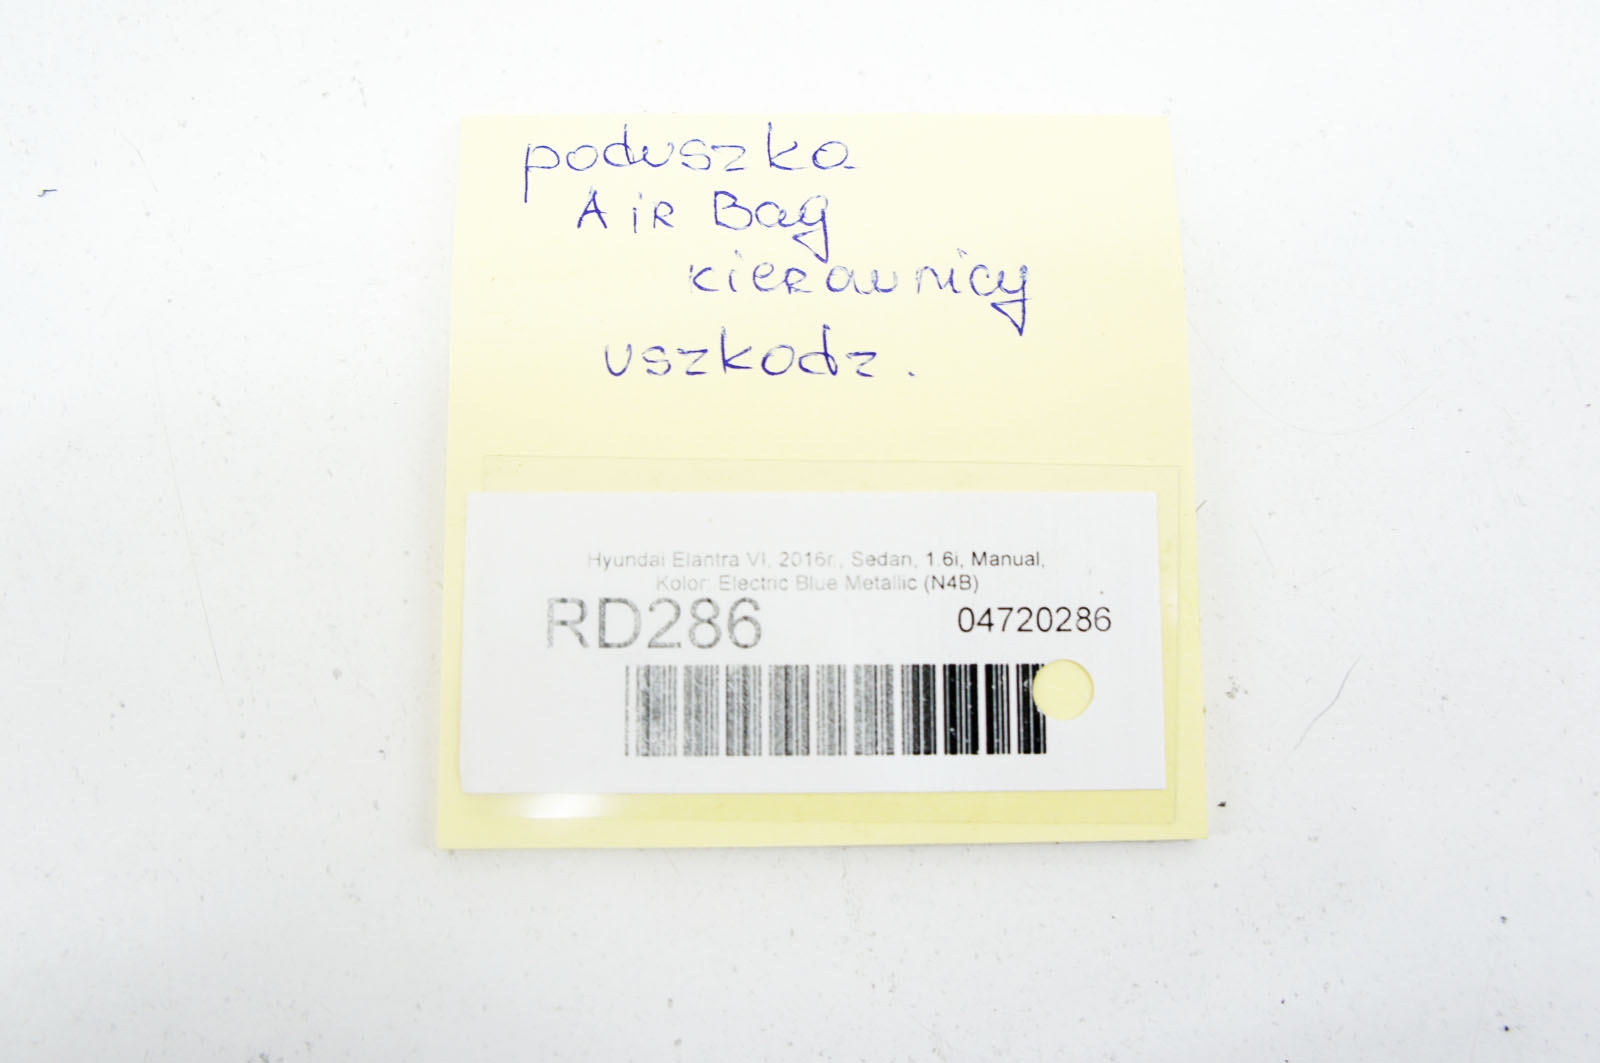 poduszka
AiR Bag
kierownicy
uszkodz.
Hyundai Elantra VI, 2016r., Sedan, 1.6i, Manual,
Kolor: Electric Blue Metallic (N4B)
RD286 04720286